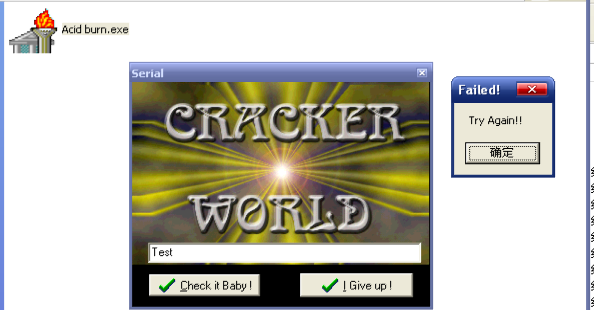 Acid burn.exe
Serial
CRACKER
WORLD
Test
Check it Baby !
I Give up !
Failed!
Try Again!!
确定